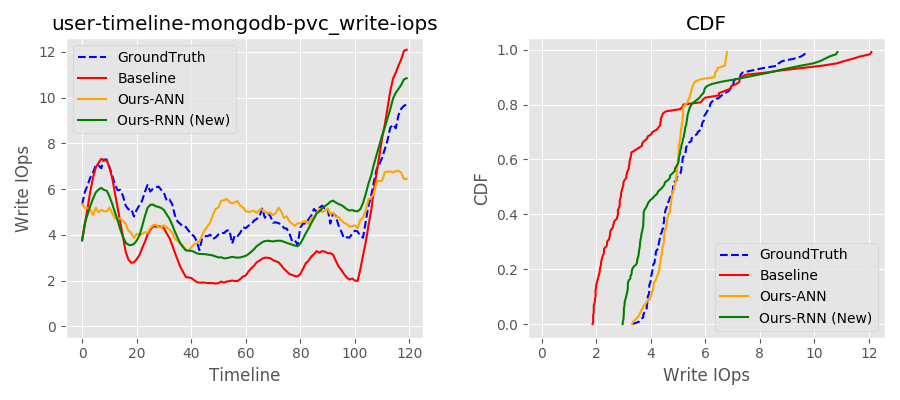 user-timeline-mongodb-pvc_write-iops
GroundTruth
Baseline
Ours-ANN
Ours-RNN (New)
Write IOps
12
10
8
6
4
2
0
0 20 40 60 80 100 120
Timeline
CDF
CDF
1.0
0.8
0.6
0.4
0.2
0.0
GroundTruth
Baseline
Ours-ANN
Ours-RNN (New)
0 2 4 6 8 10 12
Write IOps